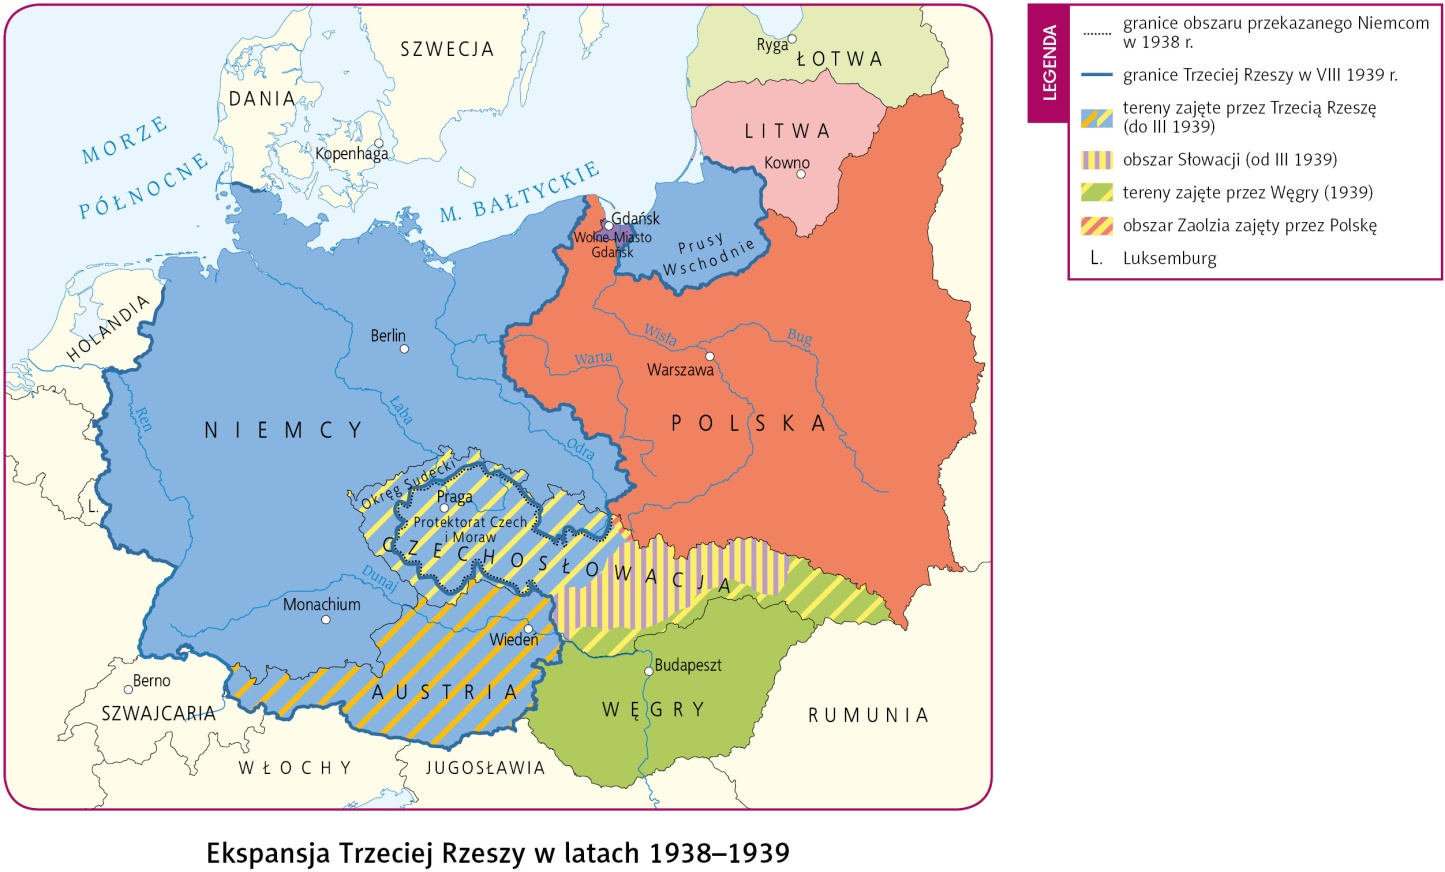 SZWECJA
Ryga
ŁOTWA
DANIA
MORZE
PÓŁNOCNE
Kopenhaga
LITWA
Kowno
M. BAŁTYCKIE
Gdańsk
Wolne Miasto
Gdańsk
Prusy
Wschodnie
HOLANDIA
Berlin
Wisła
Bug
Warta
Warszawa
Ren
Łaba
NIEMCY
POLSKA
Odra
Okręg Sudecki
Praga
L.
Protektorat Czech
i Moraw
CZECHOSŁOWACJA
Dunaj
Monachium
Wiedeń
Budapeszt
Berno
AUSTRIA
SZWAJCARIA
WĘGRY
RUMUNIA
WŁOCHY
JUGOSŁAWIA
LEGENDA
granice obszaru przekazanego Niemcom
w 1938 r.
granice Trzeciej Rzeszy w VIII 1939 r.
tereny zajęte przez Trzecią Rzeszę
(do III 1939)
obszar Słowacji (od III 1939)
tereny zajęte przez Węgry (1939)
obszar Zaolzia zajęty przez Polskę
L. Luksemburg
Ekspansja Trzeciej Rzeszy w latach 1938–1939